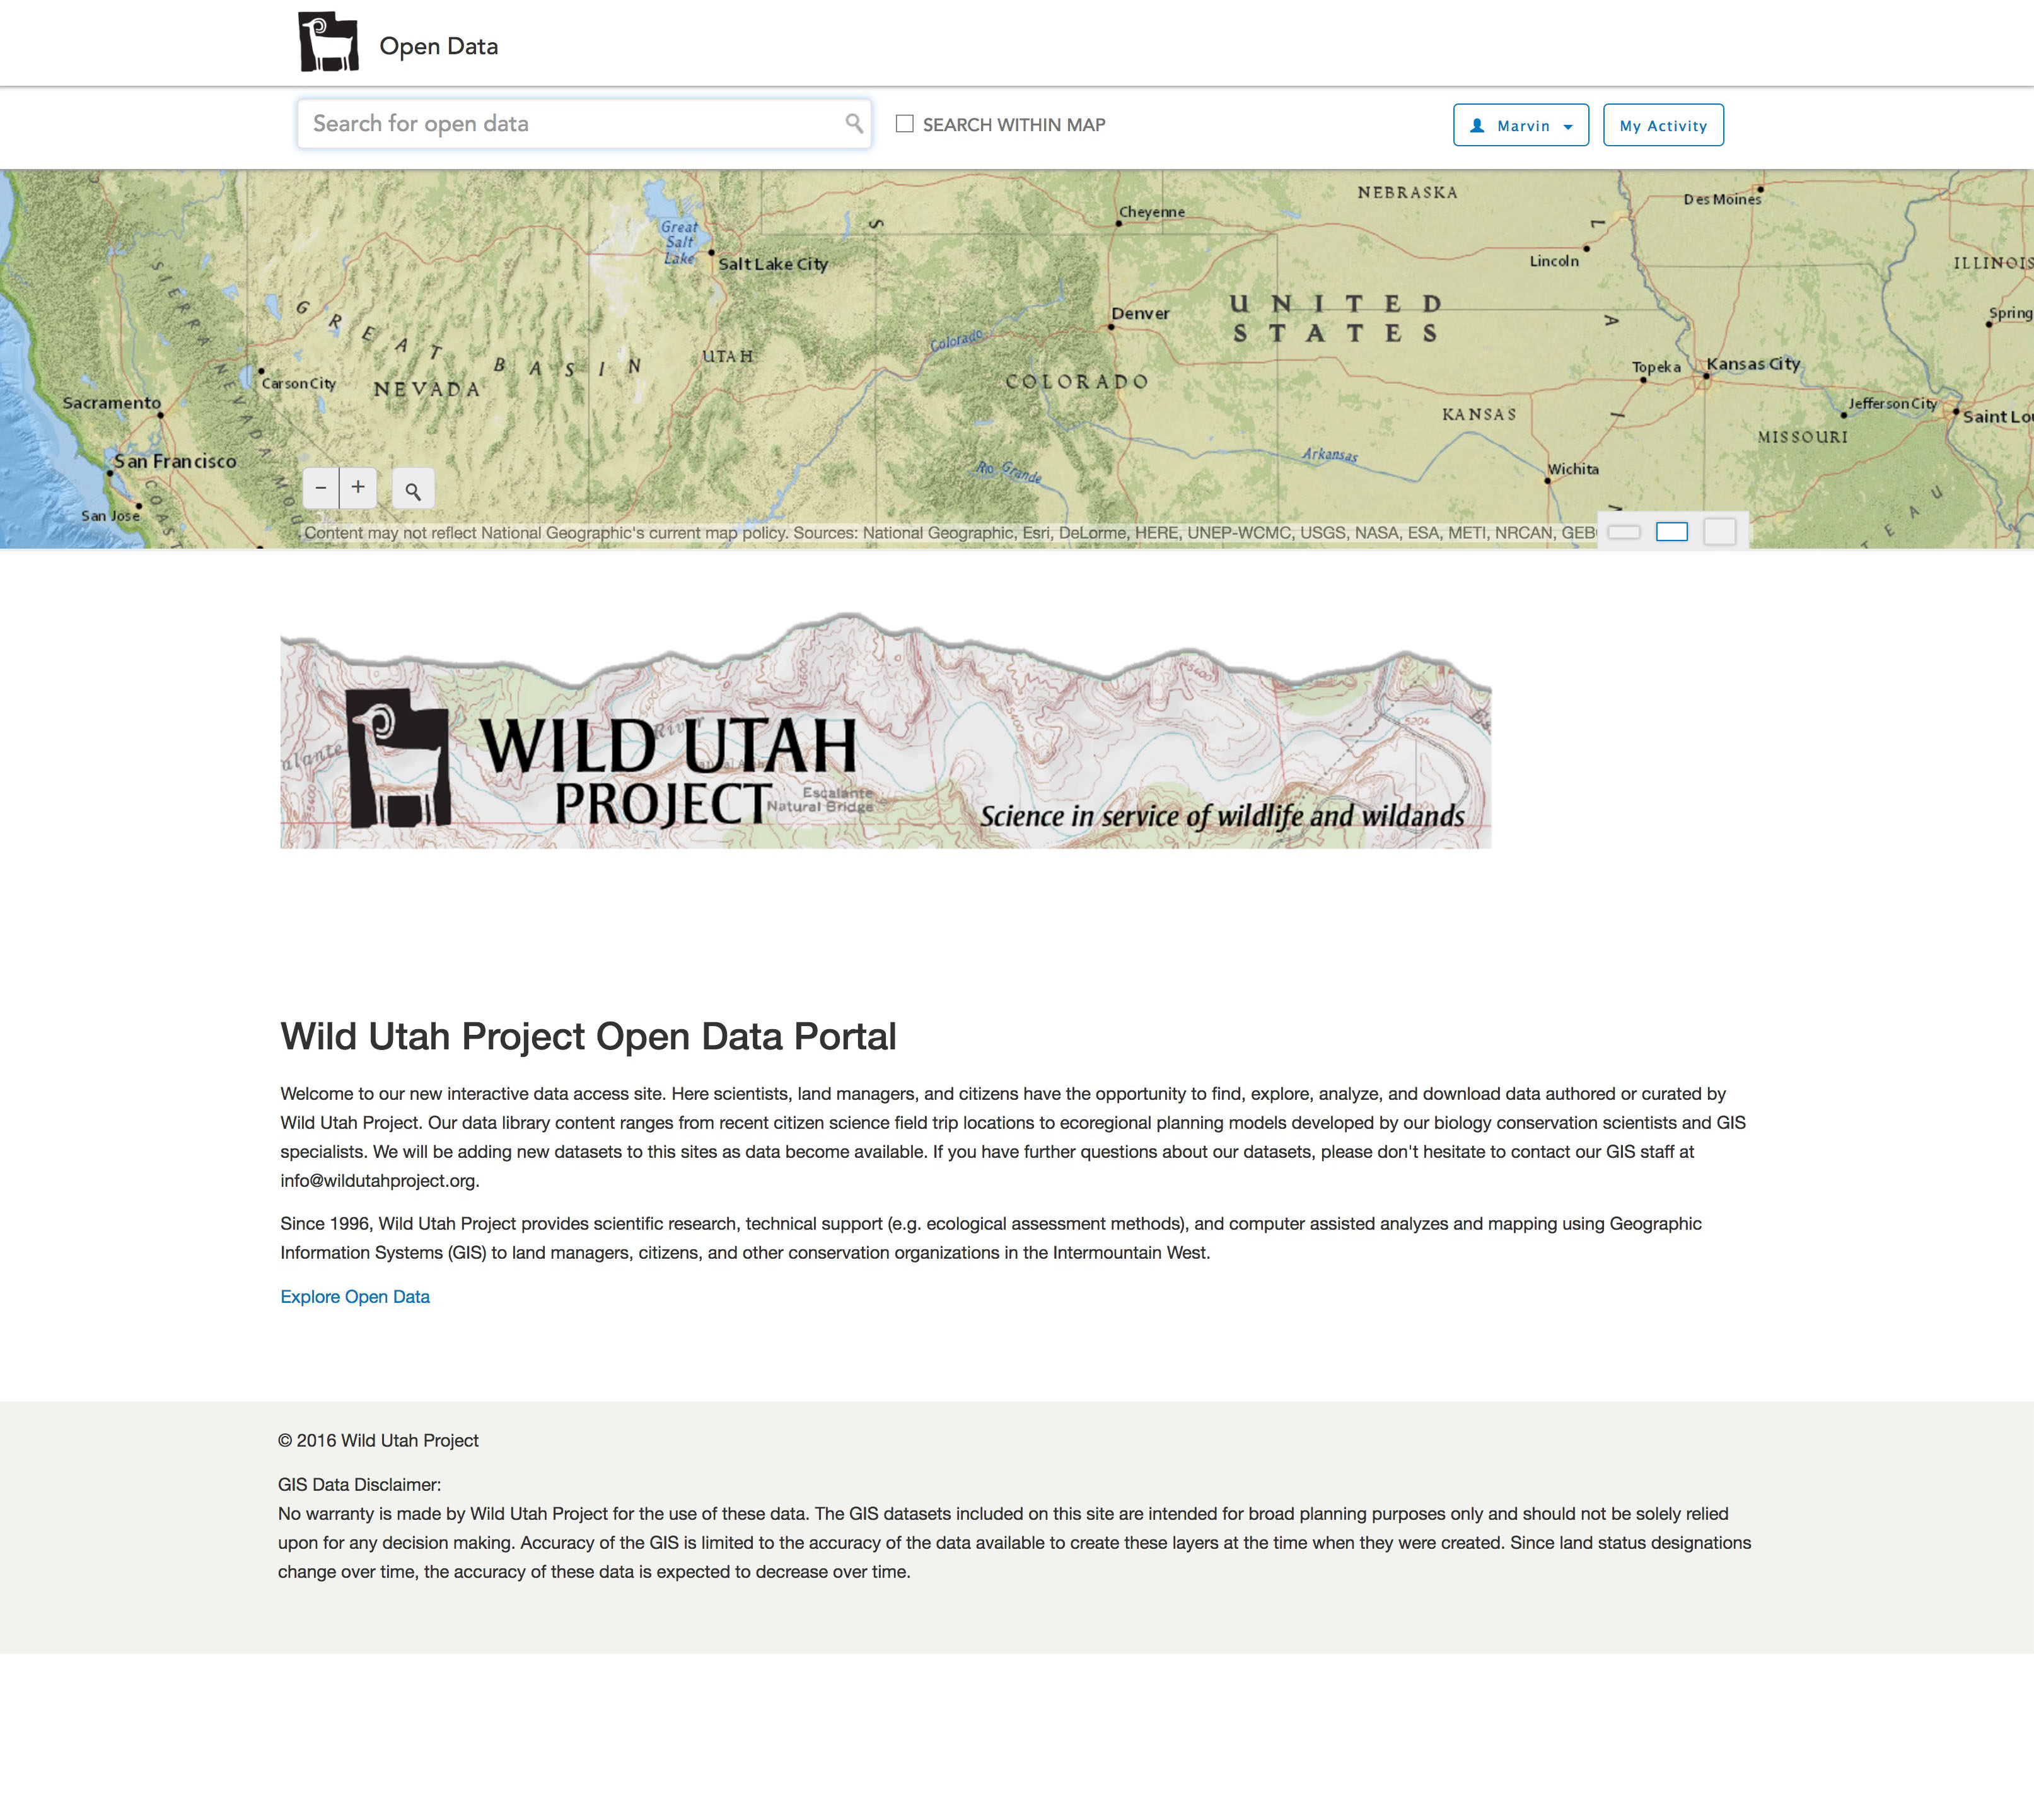 Open Data
Search for open data
SEARCH WITHIN MAP
Marvin
My Activity
NEBRASKA
Des Moines
Cheyenne
Great
Salt
Lake
Salt Lake City
Lincoln
ILLINOIS
UNITED
STATES
Denver
Spring
GREAT BASIN
Colorado
UTAH
Topeka
Kansas City
Carson City
NEVADA
COLORADO
SIERRA NEVADA
Sacramento
KANSAS
Jefferson City
Saint Lou
MISSOURI
San Francisco
Arkansas
Rio Grande
Wichita
San Jose
COAST
− +
Content may not reflect National Geographic's current map policy. Sources: National Geographic, Esri, DeLorme, HERE, UNEP-WCMC, USGS, NASA, ESA, METI, NRCAN, GEBC
WILD UTAH
PROJECT
River
Escalante
Natural Bridge
5400
5600
5204
Science in service of wildlife and wildands
Wild Utah Project Open Data Portal
Welcome to our new interactive data access site. Here scientists, land managers, and citizens have the opportunity to find, explore, analyze, and download data authored or curated by
Wild Utah Project. Our data library content ranges from recent citizen science field trip locations to ecoregional planning models developed by our biology conservation scientists and GIS
specialists. We will be adding new datasets to this sites as data become available. If you have further questions about our datasets, please don't hesitate to contact our GIS staff at
info@wildutahproject.org.
Since 1996, Wild Utah Project provides scientific research, technical support (e.g. ecological assessment methods), and computer assisted analyzes and mapping using Geographic
Information Systems (GIS) to land managers, citizens, and other conservation organizations in the Intermountain West.
Explore Open Data
© 2016 Wild Utah Project
GIS Data Disclaimer:
No warranty is made by Wild Utah Project for the use of these data. The GIS datasets included on this site are intended for broad planning purposes only and should not be solely relied
upon for any decision making. Accuracy of the GIS is limited to the accuracy of the data available to create these layers at the time when they were created. Since land status designations
change over time, the accuracy of these data is expected to decrease over time.